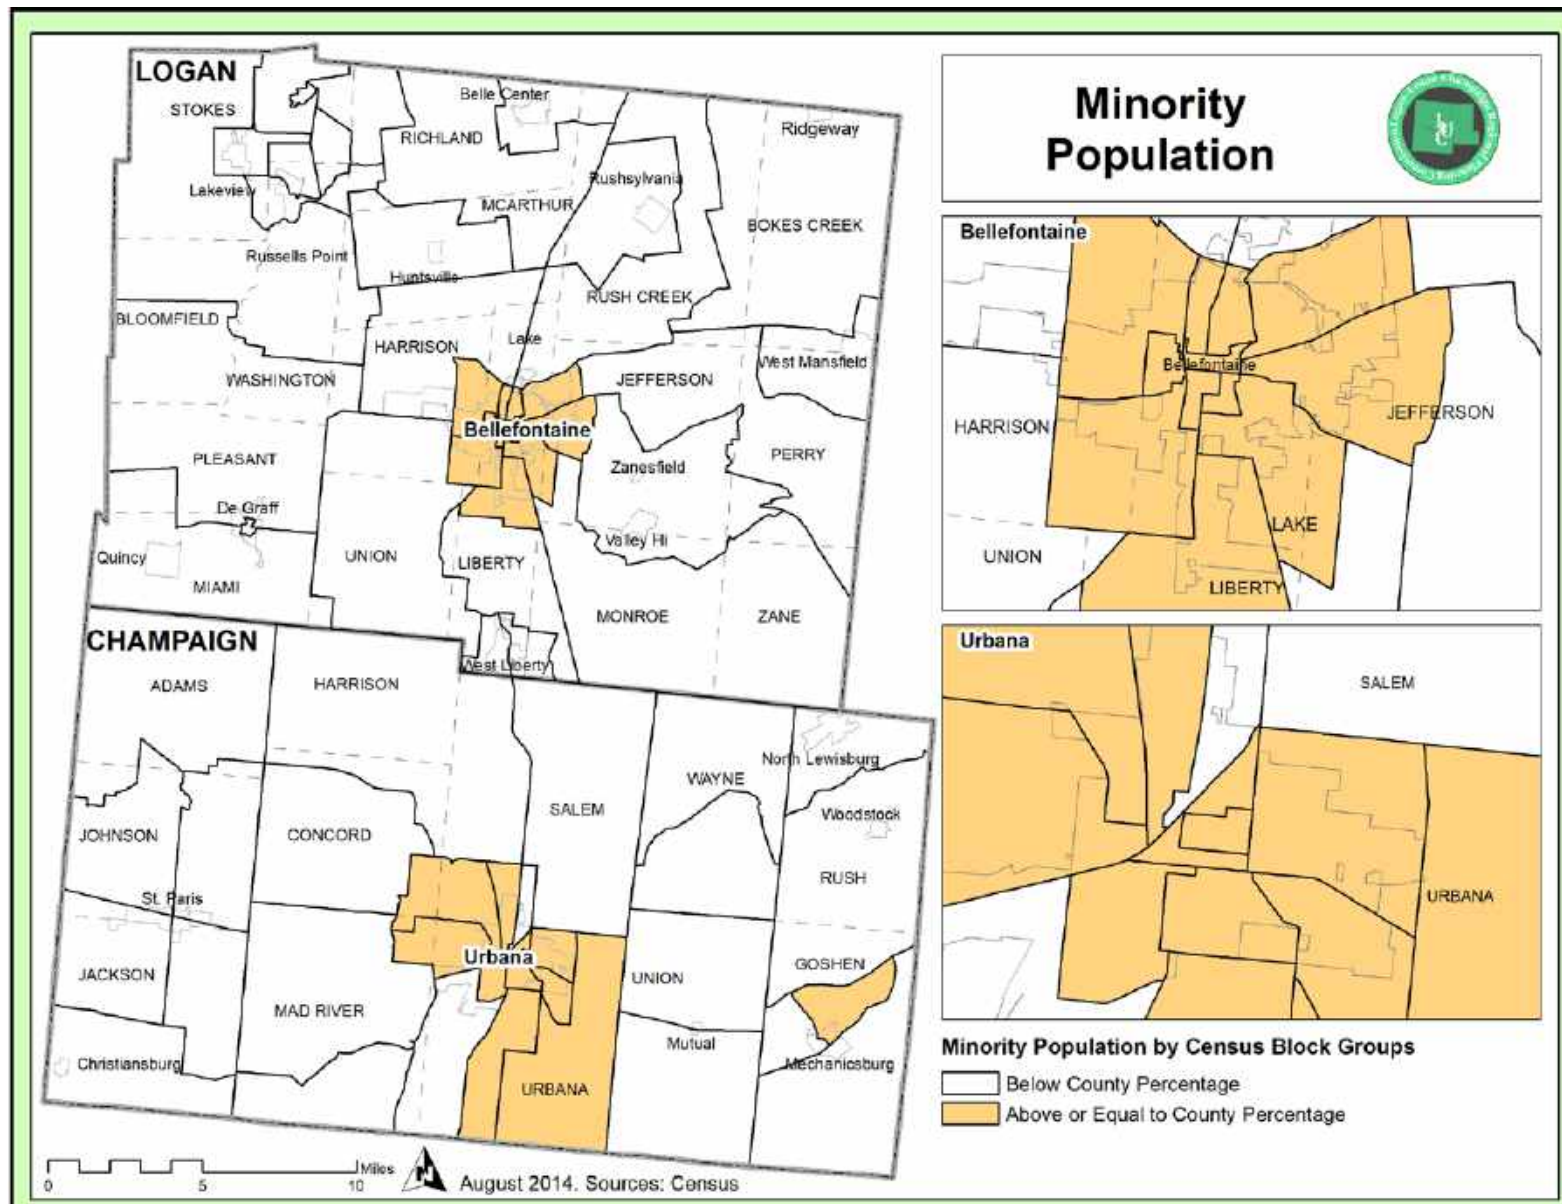 LOGAN
STOKES
Belle Center
RICHLAND
Ridgeway
Lakeview
Rushsylvania
MCARTHUR
BOKES CREEK
Russells Point
Huntsville
RUSH CREEK
BLOOMFIELD
HARRISON
Lake
West Mansfield
WASHINGTON
JEFFERSON
Bellefontaine
PLEASANT
Zanesfield
PERRY
De Graff
Quincy
UNION
LIBERTY
Valley Hi
MIAMI
MONROE
ZANE
CHAMPAIGN
West Liberty
ADAMS
HARRISON
North Lewisburg
WAYNE
SALEM
Woodstock
JOHNSON
CONCORD
RUSH
St. Paris
Urbana
GOSHEN
JACKSON
UNION
MAD RIVER
Mutual
Christiansburg
Mechanicsburg
URBANA
Miles
0 5 10
N
August 2014. Sources: Census
Minority
Population
Bellefontaine
Bellefontaine
HARRISON
JEFFERSON
LAKE
UNION
LIBERTY
Urbana
SALEM
URBANA
Minority Population by Census Block Groups
Below County Percentage
Above or Equal to County Percentage